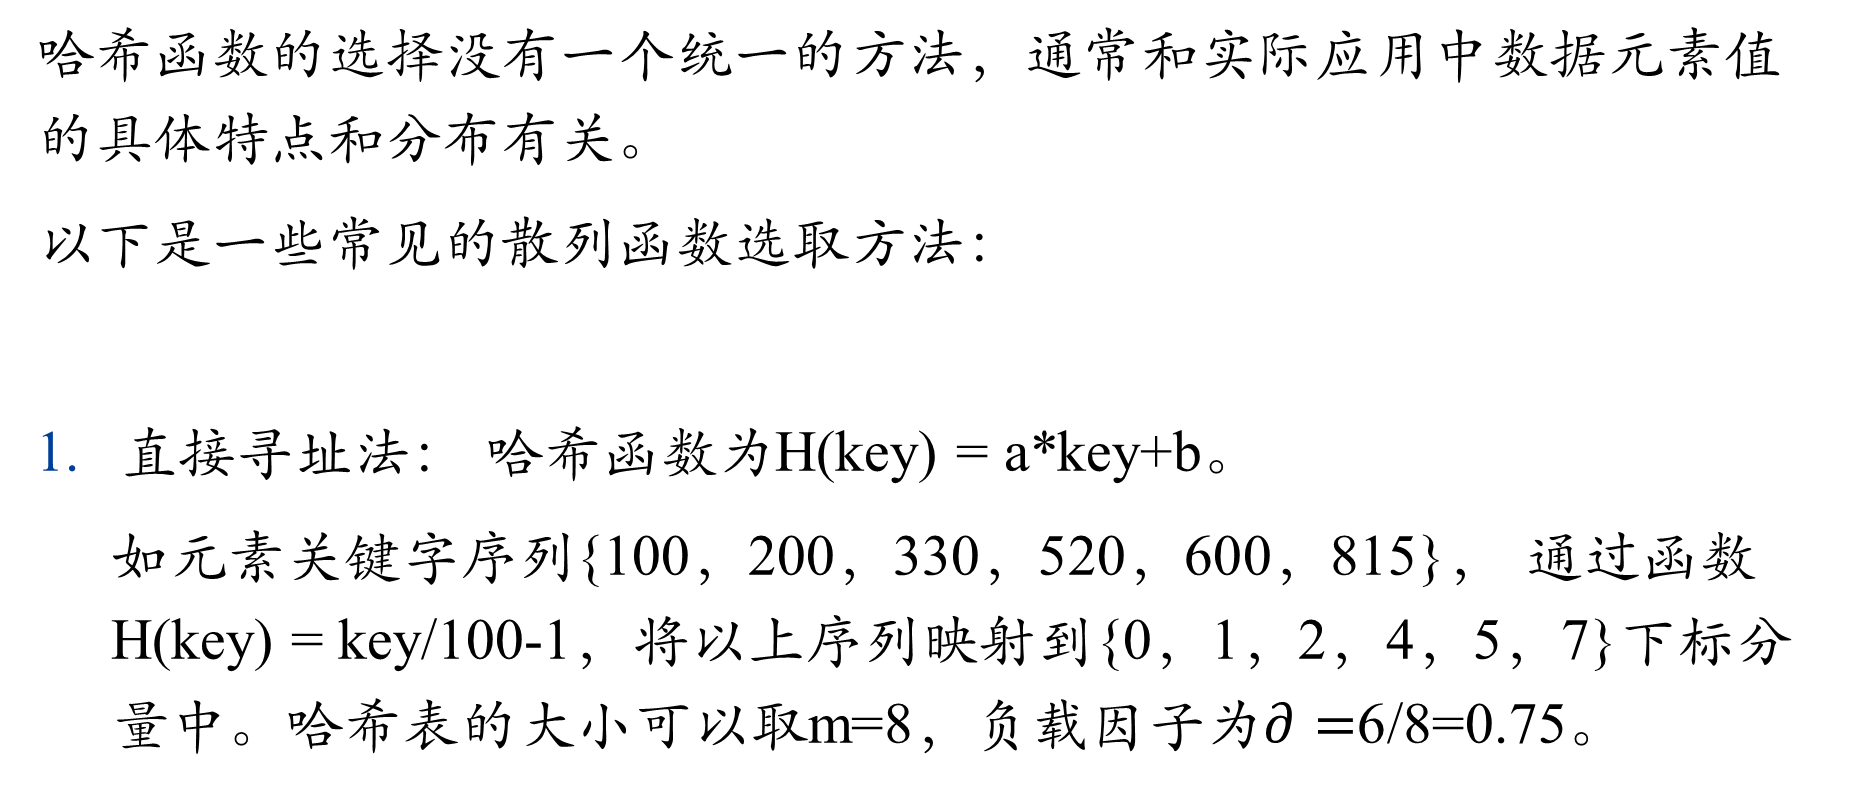 哈希函数的选择没有一个统一的方法，通常和实际应用中数据元素值
的具体特点和分布有关。
以下是一些常见的散列函数选取方法：
1. 直接寻址法： 哈希函数为H(key) = a*key+b。
如元素关键字序列{100，200，330，520，600，815}， 通过函数
H(key) = key/100-1，将以上序列映射到{0，1，2，4，5，7}下标分
量中。哈希表的大小可以取m=8，负载因子为∂ =6/8=0.75。